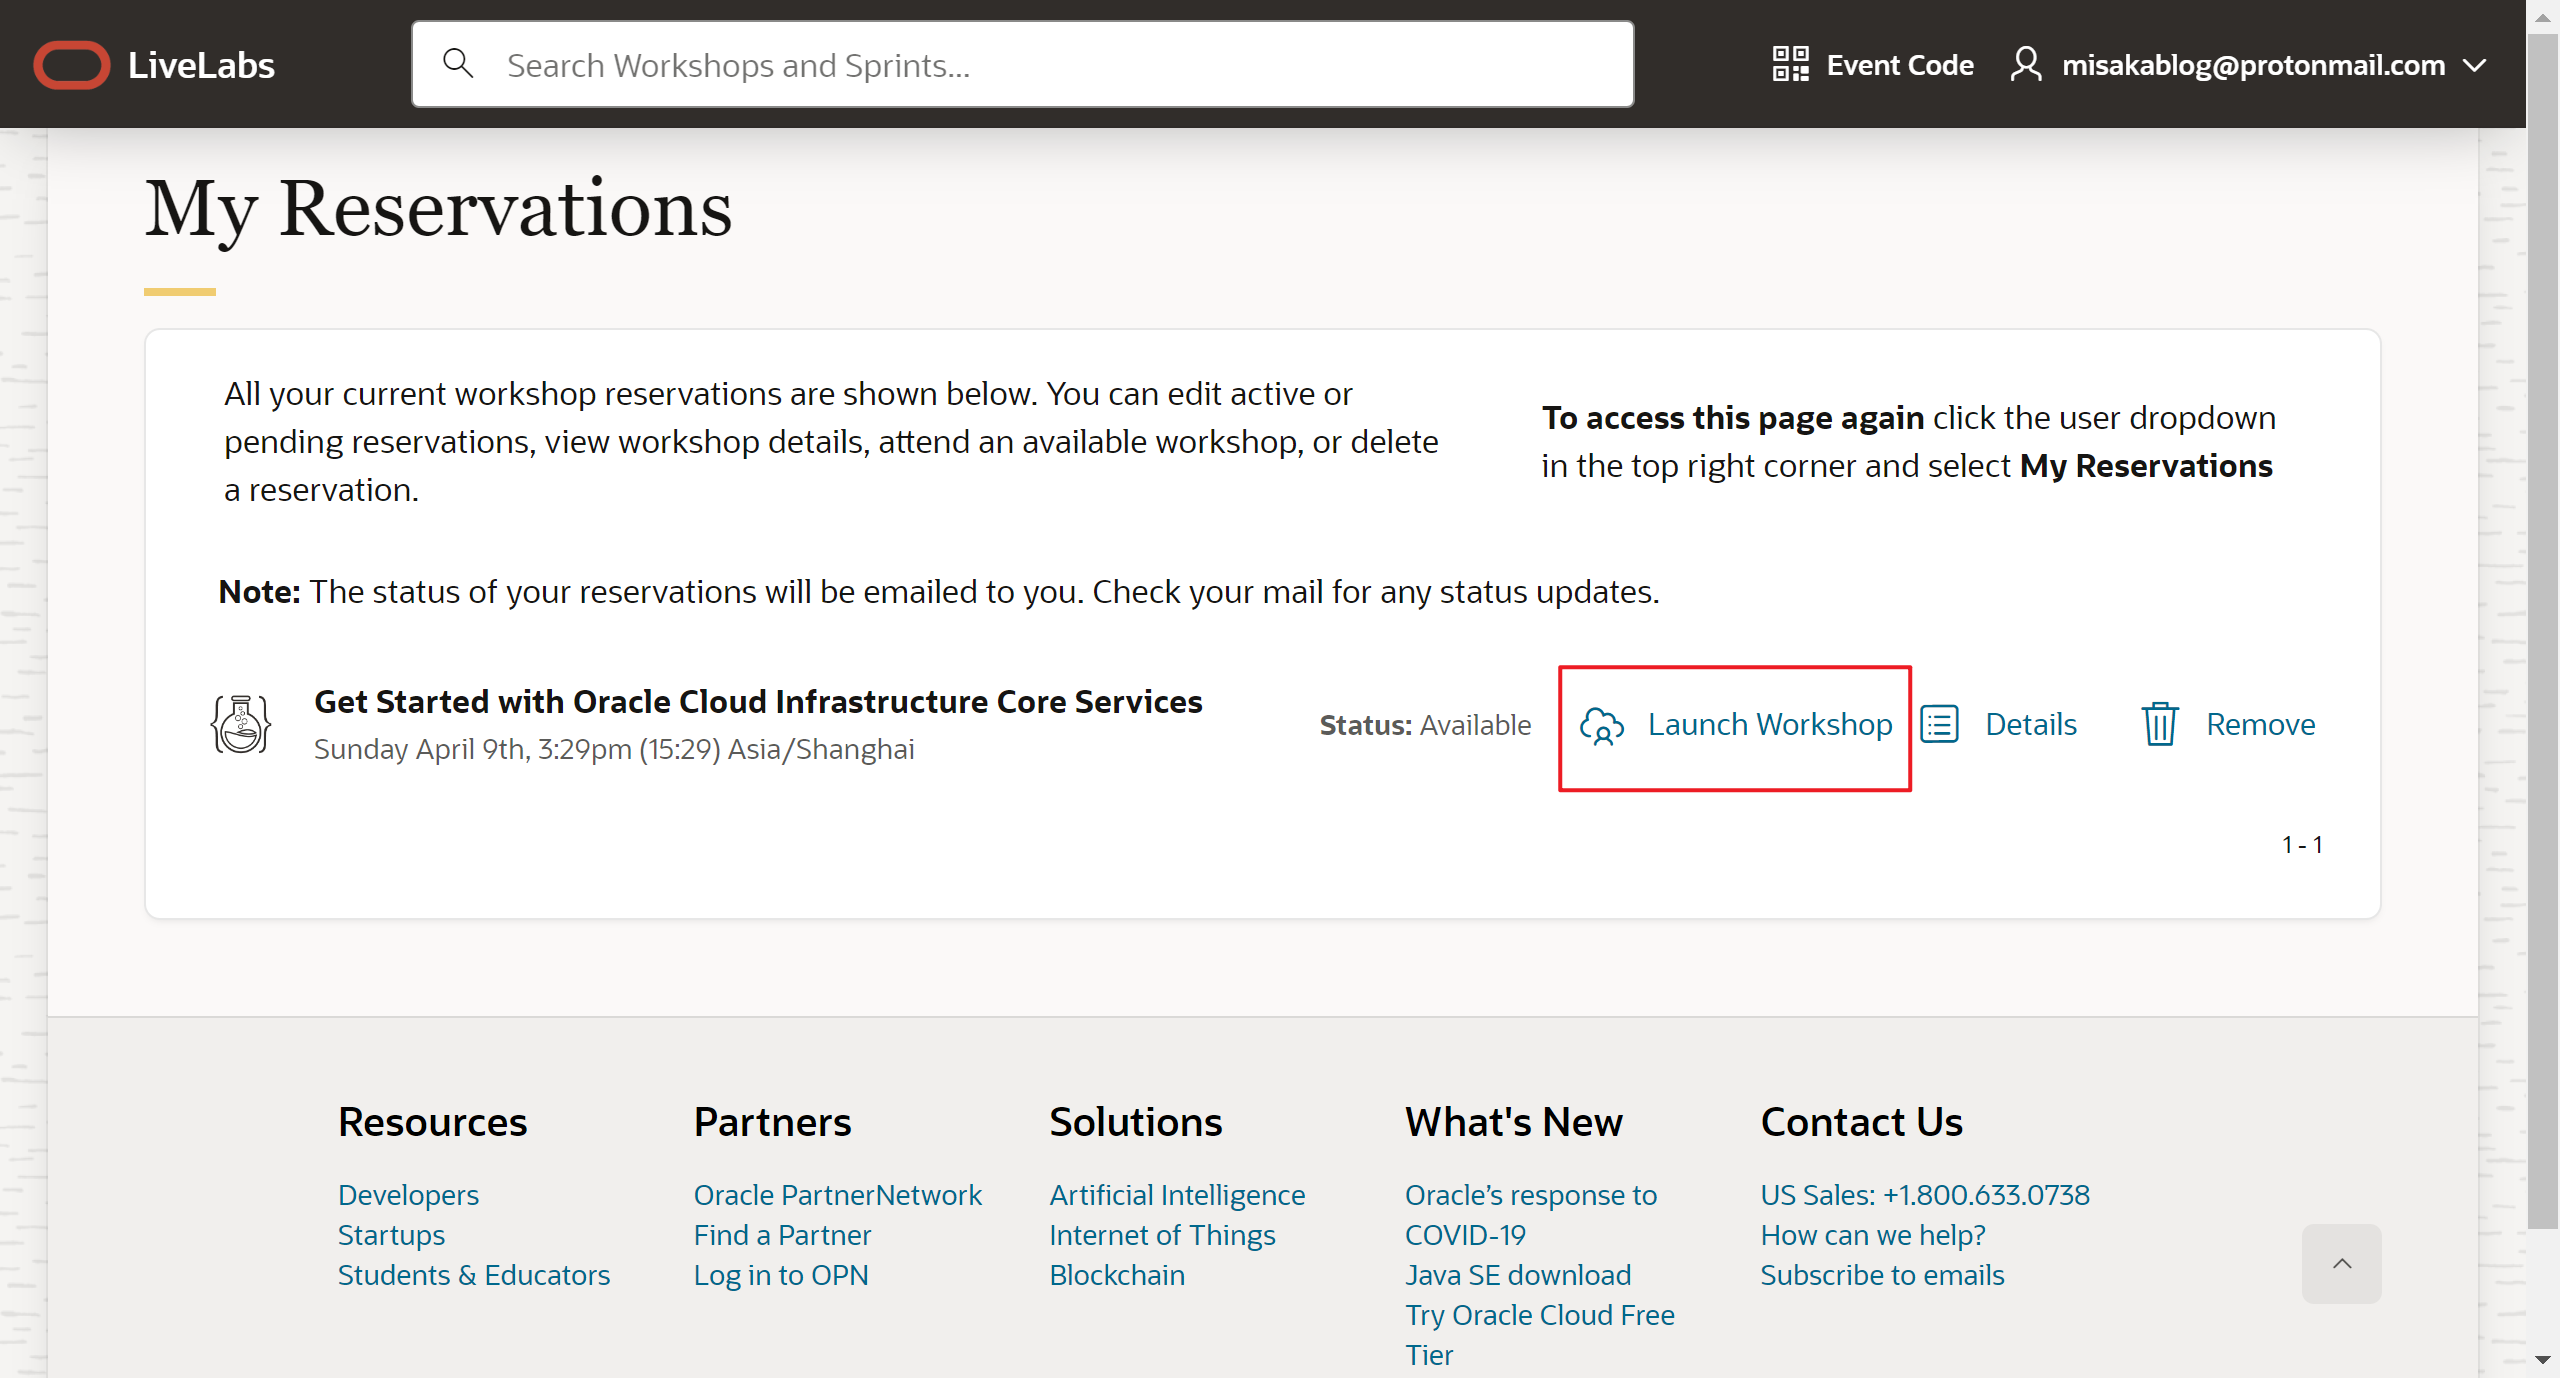 LiveLabs
Search Workshops and Sprints...
Event Code
misakablog@protonmail.com
My Reservations
All your current workshop reservations are shown below. You can edit active or
pending reservations, view workshop details, attend an available workshop, or delete
a reservation.
To access this page again click the user dropdown
in the top right corner and select My Reservations
Note: The status of your reservations will be emailed to you. Check your mail for any status updates.
Get Started with Oracle Cloud Infrastructure Core Services
Sunday April 9th, 3:29pm (15:29) Asia/Shanghai
Status: Available
Launch Workshop
Details
Remove
1 - 1
Resources
Developers
Startups
Students & Educators
Partners
Oracle PartnerNetwork
Find a Partner
Log in to OPN
Solutions
Artificial Intelligence
Internet of Things
Blockchain
What's New
Oracle’s response to
COVID-19
Java SE download
Try Oracle Cloud Free
Tier
Contact Us
US Sales: +1.800.633.0738
How can we help?
Subscribe to emails